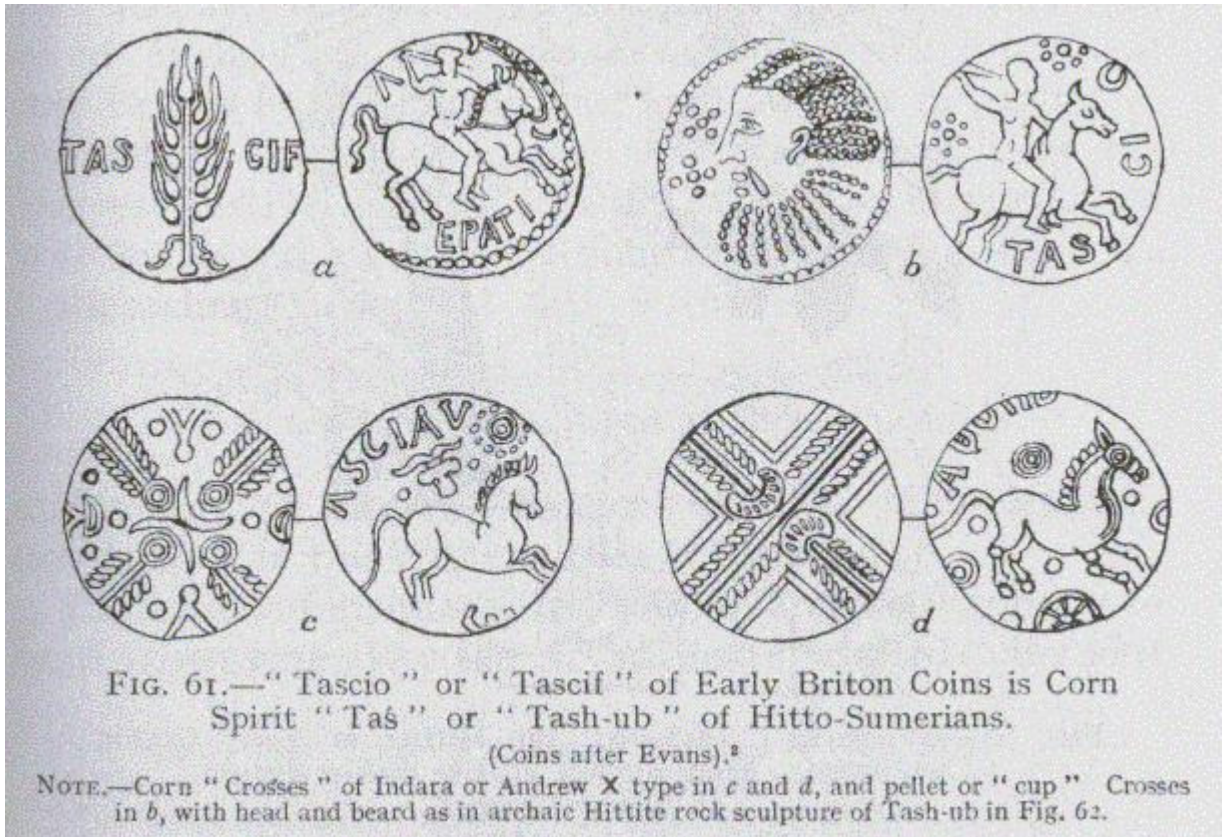 TAS CIF
EPATI
TAS CI
a
b
ASCIAV
c
d
FIG. 61.—“Tascio” or “Tascif” of Early Briton Coins is Corn
Spirit “Taś” or “Tash-ub” of Hitto-Sumerians.
(Coins after Evans).²
NOTE.—Corn “Crosses” of Indara or Andrew X type in c and d, and pellet or “cup” Crosses
in b, with head and beard as in archaic Hittite rock sculpture of Tash-ub in Fig. 62.